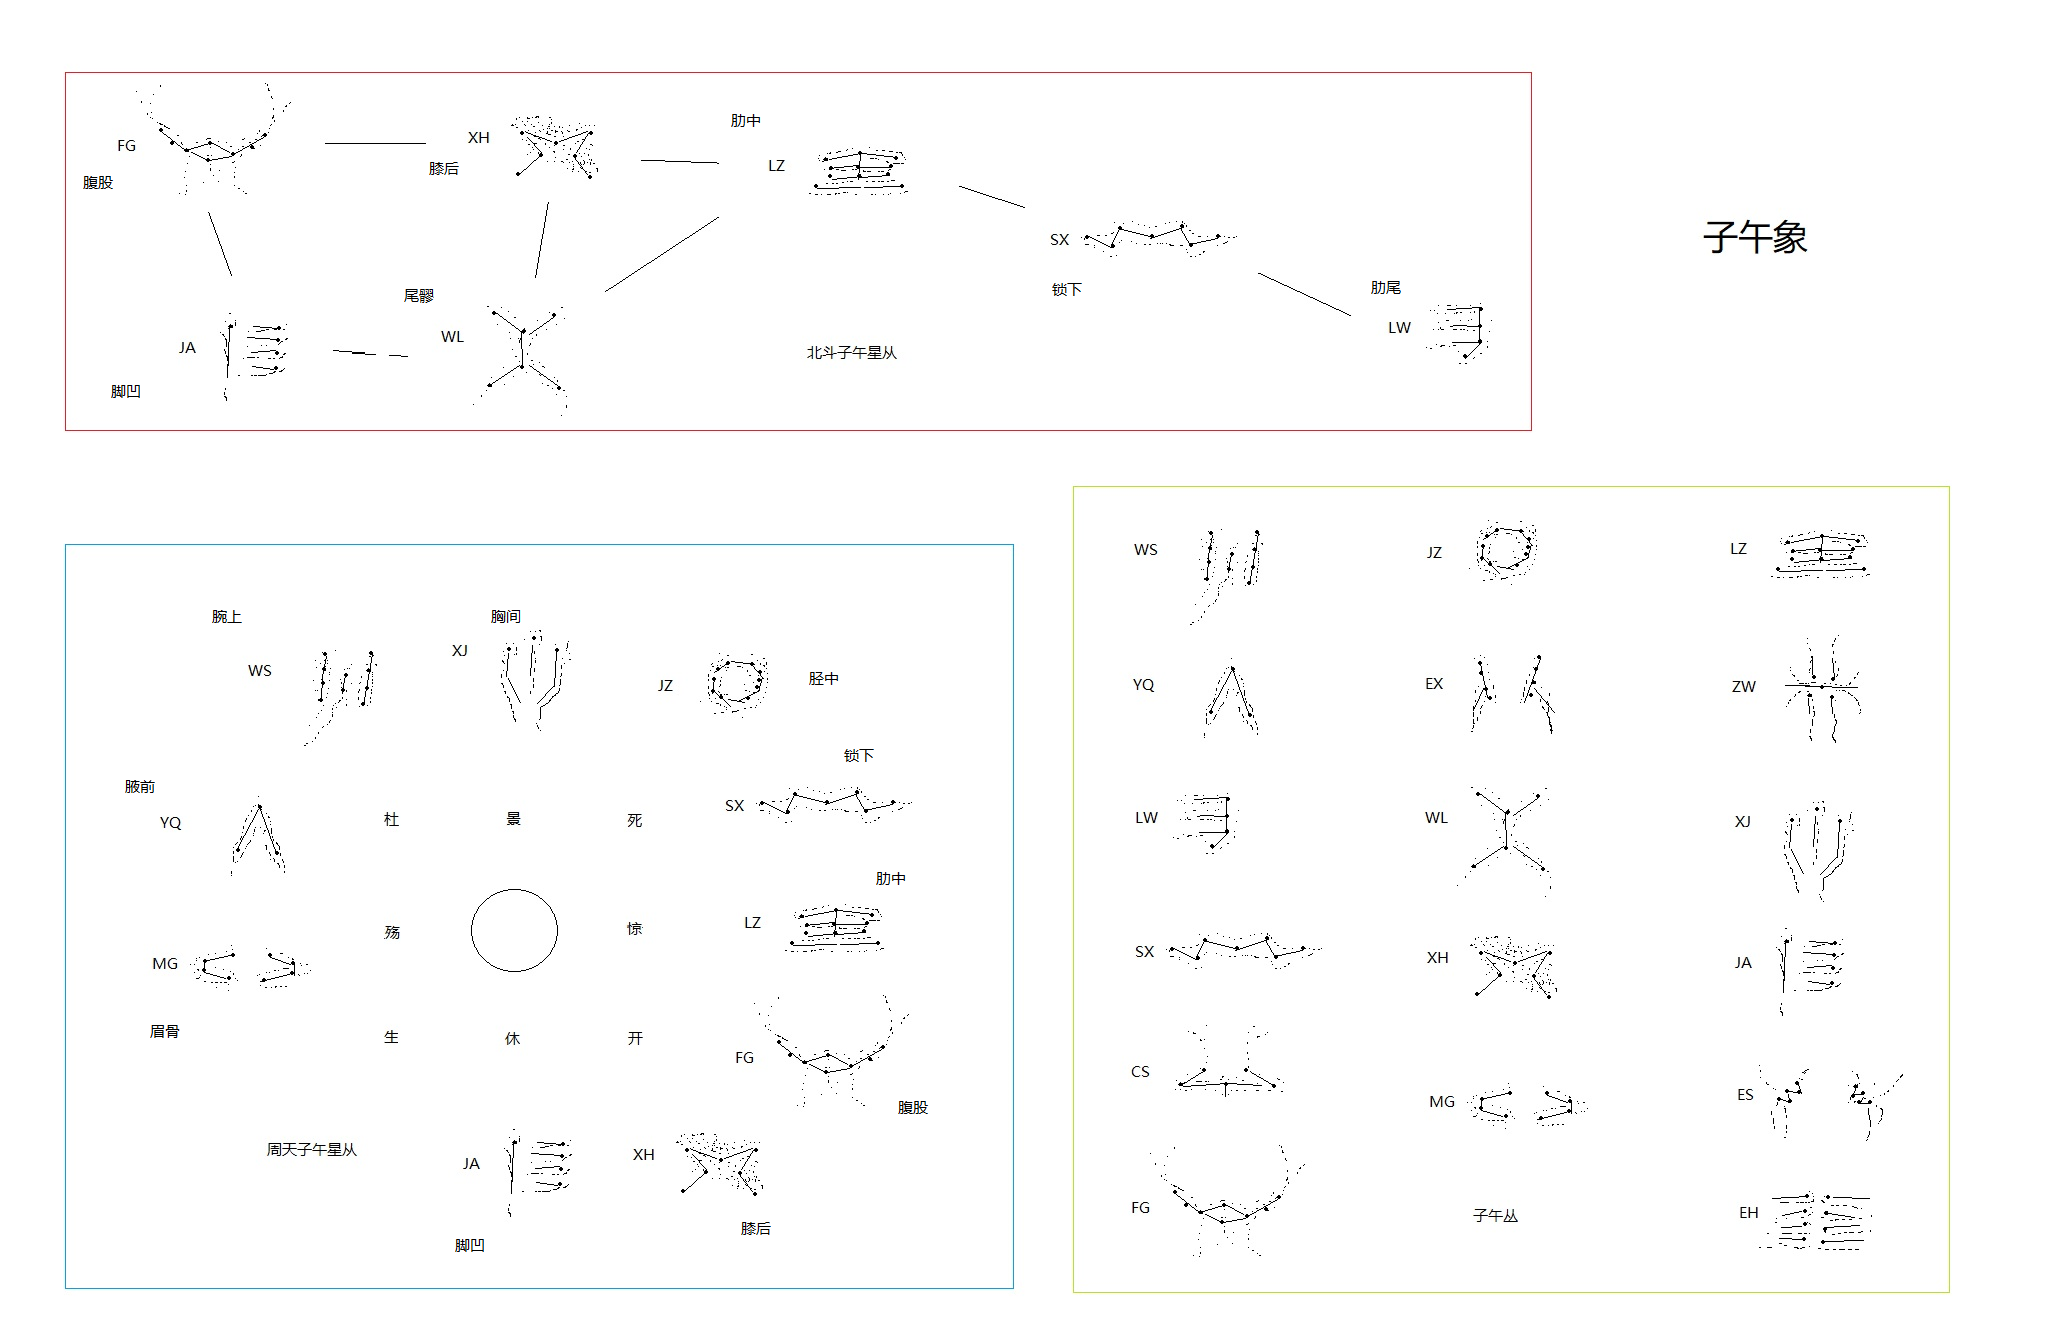 子午象
FG
腹股
XH
膝后
肋中
LZ
SX
锁下
肋尾
LW
JA
脚凹
尾髎
WL
北斗子午星从
腕上
WS
胸间
XJ
JZ
胫中
锁下
SX
腋前
YQ
杜
景
死
肋中
LZ
MG
眉骨
殇
惊
生
休
开
FG
腹股
周天子午星从
JA
脚凹
XH
膝后
WS
JZ
LZ
YQ
EX
ZW
LW
WL
XJ
SX
XH
JA
CS
MG
ES
FG
子午丛
EH